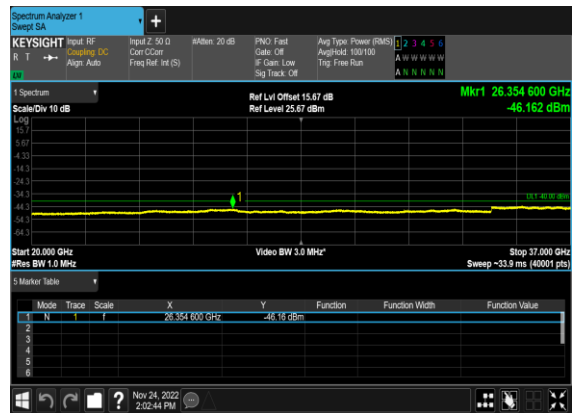 Spectrum Analyzer 1
Swept SA
KEYSIGHT Input: RF Input Z: 50 Ω #Atten: 20 dB PNO: Fast Avg Type: Power (RMS) 1 2 3 4 5 6
R T Coupling: DC Corr CCorr Gate: Off Avg|Hold: 100/100 A W W W W W
Align: Auto Freq Ref: Int (S) IF Gain: Low Trig: Free Run
LXI Sig Track: Off A N N N N N
1 Spectrum Ref Lvl Offset 15.67 dB Mkr1 26.354 600 GHz
Scale/Div 10 dB Ref Level 25.67 dBm -46.162 dBm
Log
15.7
5.67
-4.33
-14.3
-24.3
-34.3 1
-44.3
-54.3
-64.3
Start 20.000 GHz Video BW 3.0 MHz* Stop 37.000 GHz
#Res BW 1.0 MHz Sweep ~33.9 ms (40001 pts)
5 Marker Table
Mode Trace Scale X Y Function Function Width Function Value
1 N 1 f 26.354 600 GHz -46.16 dBm
2
3
4
5
6
? Nov 24, 2022
2:02:44 PM